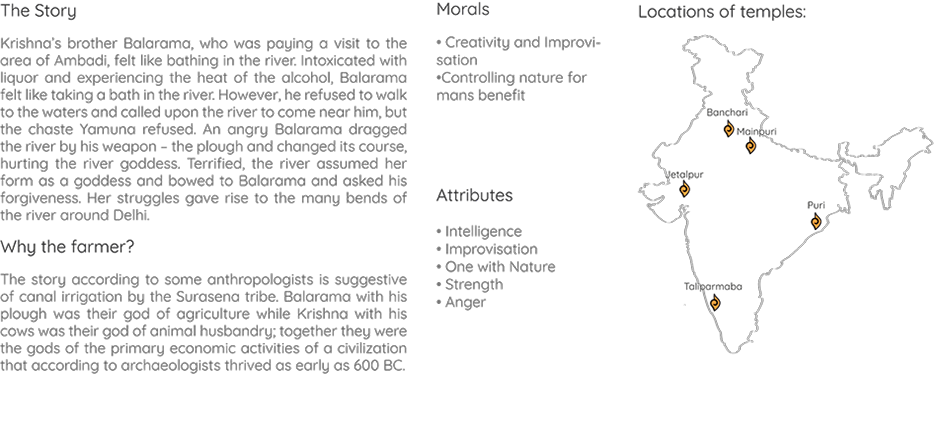 The Story
Krishna's brother Balarama, who was paying a visit to the
area of Ambadi, felt like bathing in the river. Intoxicated with
liquor and experiencing the heat of the alcohol, Balarama
felt like taking a bath in the river. However, he refused to walk
to the waters and called upon the river to come near him, but
the chaste Yamuna refused. An angry Balarama dragged
the river by his weapon – the plough and changed its course,
hurting the river goddess. Terrified, the river assumed her
form as a goddess and bowed to Balarama and asked his
forgiveness. Her struggles gave rise to the many bends of
the river around Delhi.
Why the farmer?
The story according to some anthropologists is suggestive
of canal irrigation by the Surasena tribe. Balarama with his
plough was their god of agriculture while Krishna with his
cows was their god of animal husbandry; together they were
the gods of the primary economic activities of a civilization
that according to archaeologists thrived as early as 600 BC.
Morals
• Creativity and Improvi-
sation
•Controlling nature for
mans benefit
Attributes
• Intelligence
• Improvisation
• One with Nature
• Strength
• Anger
Locations of temples:
Banchari
Mainpuri
Jetalpur
Puri
Taliparmaba